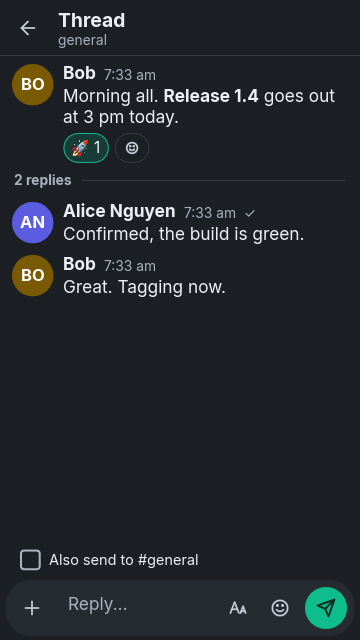 Thread
general
BO
Bob 7:33 am
Morning all. Release 1.4 goes out
at 3 pm today.
🚀 1
2 replies
AN
Alice Nguyen 7:33 am ✓
Confirmed, the build is green.
BO
Bob 7:33 am
Great. Tagging now.
Also send to #general
Reply...
AA